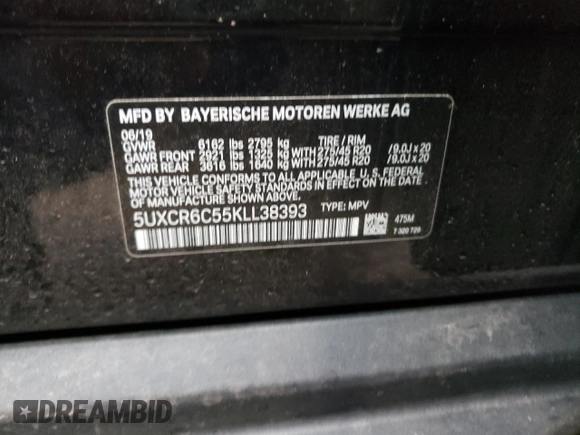 MFD BY BAYERISCHE MOTOREN WERKE AG
06/19 TIRE / RIM
GVWR 6162 lbs 2795 kg
GAWR FRONT 2921 lbs 1325 kg WITH 275/45 R20 /9.0J x 20
GAWR REAR 3616 lbs 1640 kg WITH 275/45 R20 /9.0J x 20
THIS VEHICLE CONFORMS TO ALL APPLICABLE U. S. FEDERAL
MOTOR VEHICLE SAFETY STANDARDS IN EFFECT ON THE DATE
OF MANUFACTURE SHOWN ABOVE.
5UXCR6C55KLL38393 TYPE: MPV
475M
7 320 720
DREAMBID